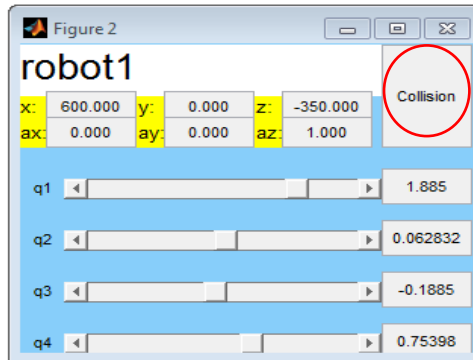 Figure 2
robot1
Collision
x: 600.000 y: 0.000 z: -350.000
ax: 0.000 ay: 0.000 az: 1.000
q1 1.885
q2 0.062832
q3 -0.1885
q4 0.75398